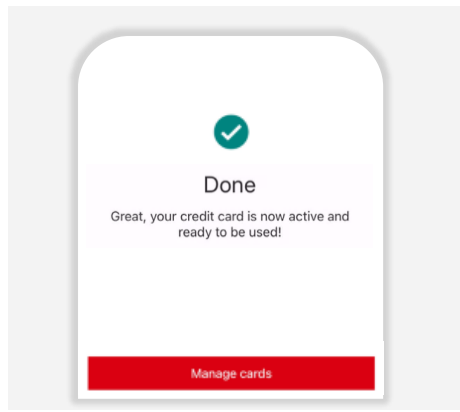 Done
Great, your credit card is now active and
ready to be used!
Manage cards